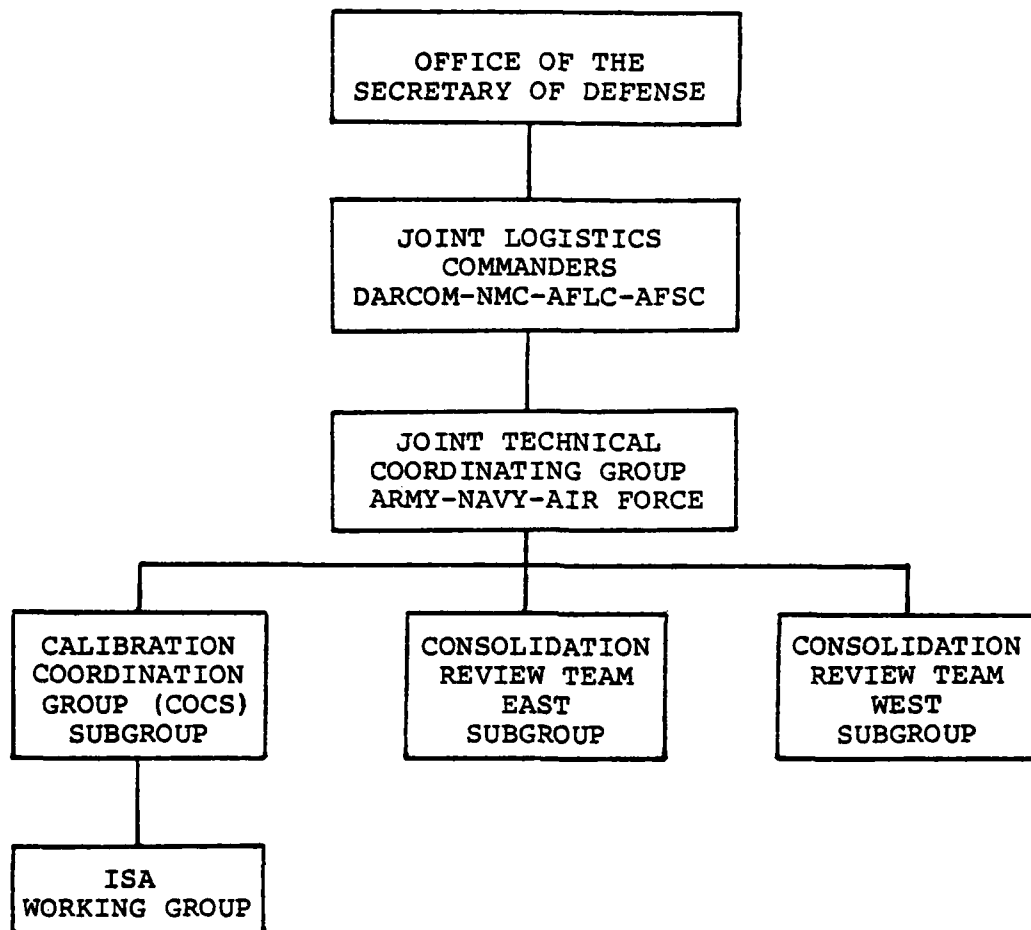 OFFICE OF THE
SECRETARY OF DEFENSE
JOINT LOGISTICS
COMMANDERS
DARCOM-NMC-AFLC-AFSC
JOINT TECHNICAL
COORDINATING GROUP
ARMY-NAVY-AIR FORCE
CALIBRATION
COORDINATION
GROUP (COCS)
SUBGROUP
CONSOLIDATION
REVIEW TEAM
EAST
SUBGROUP
CONSOLIDATION
REVIEW TEAM
WEST
SUBGROUP
ISA
WORKING GROUP